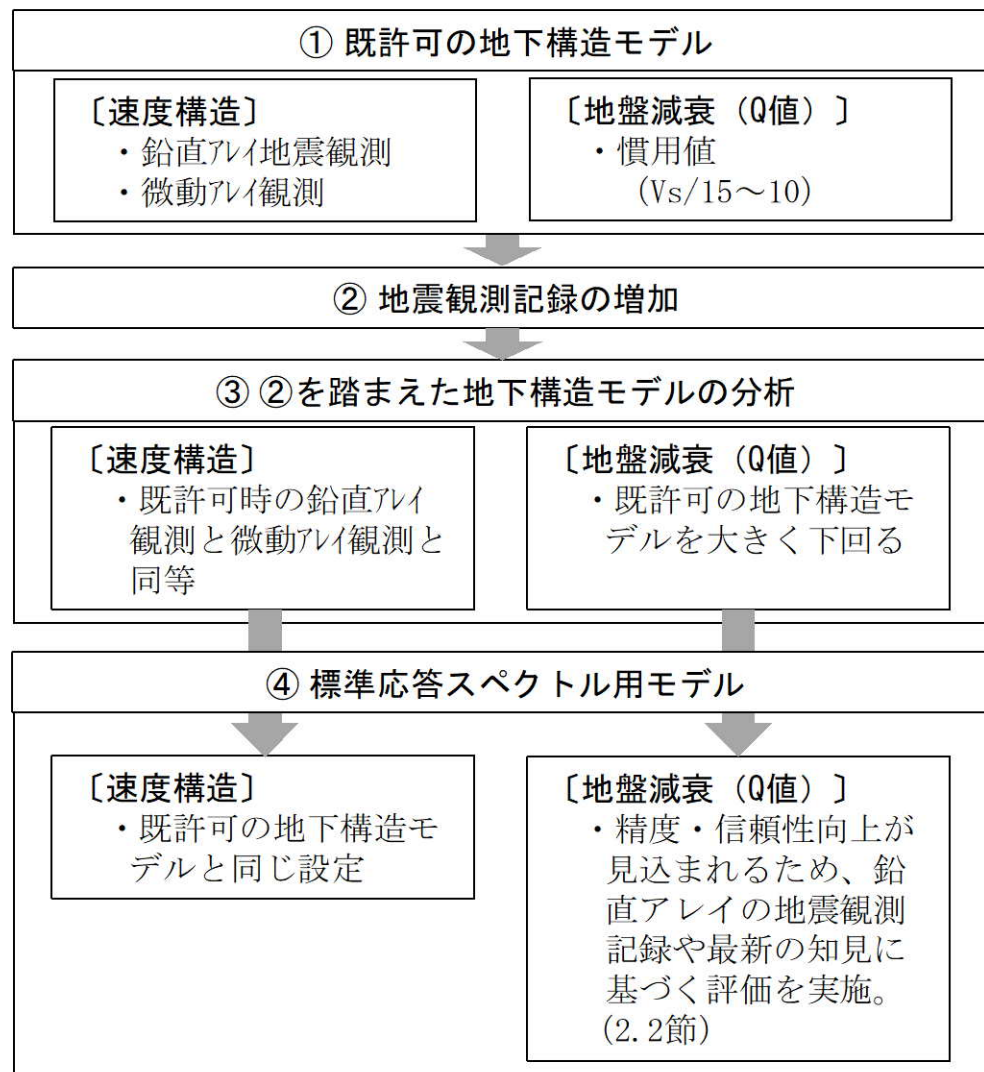 ① 既許可の地下構造モデル
〔速度構造〕
・鉛直アレイ地震観測
・微動アレイ観測
〔地盤減衰（Q値）〕
・慣用値
(Vs/15～10)
② 地震観測記録の増加
③ ②を踏まえた地下構造モデルの分析
〔速度構造〕
・既許可時の鉛直アレイ
観測と微動アレイ観測と
同等
〔地盤減衰（Q値）〕
・既許可の地下構造モ
デルを大きく下回る
④ 標準応答スペクトル用モデル
〔速度構造〕
・既許可の地下構造モ
デルと同じ設定
〔地盤減衰（Q値）〕
・精度・信頼性向上が
見込まれるため、鉛
直アレイの地震観測
記録や最新の知見に
基づく評価を実施。
(2.2節)